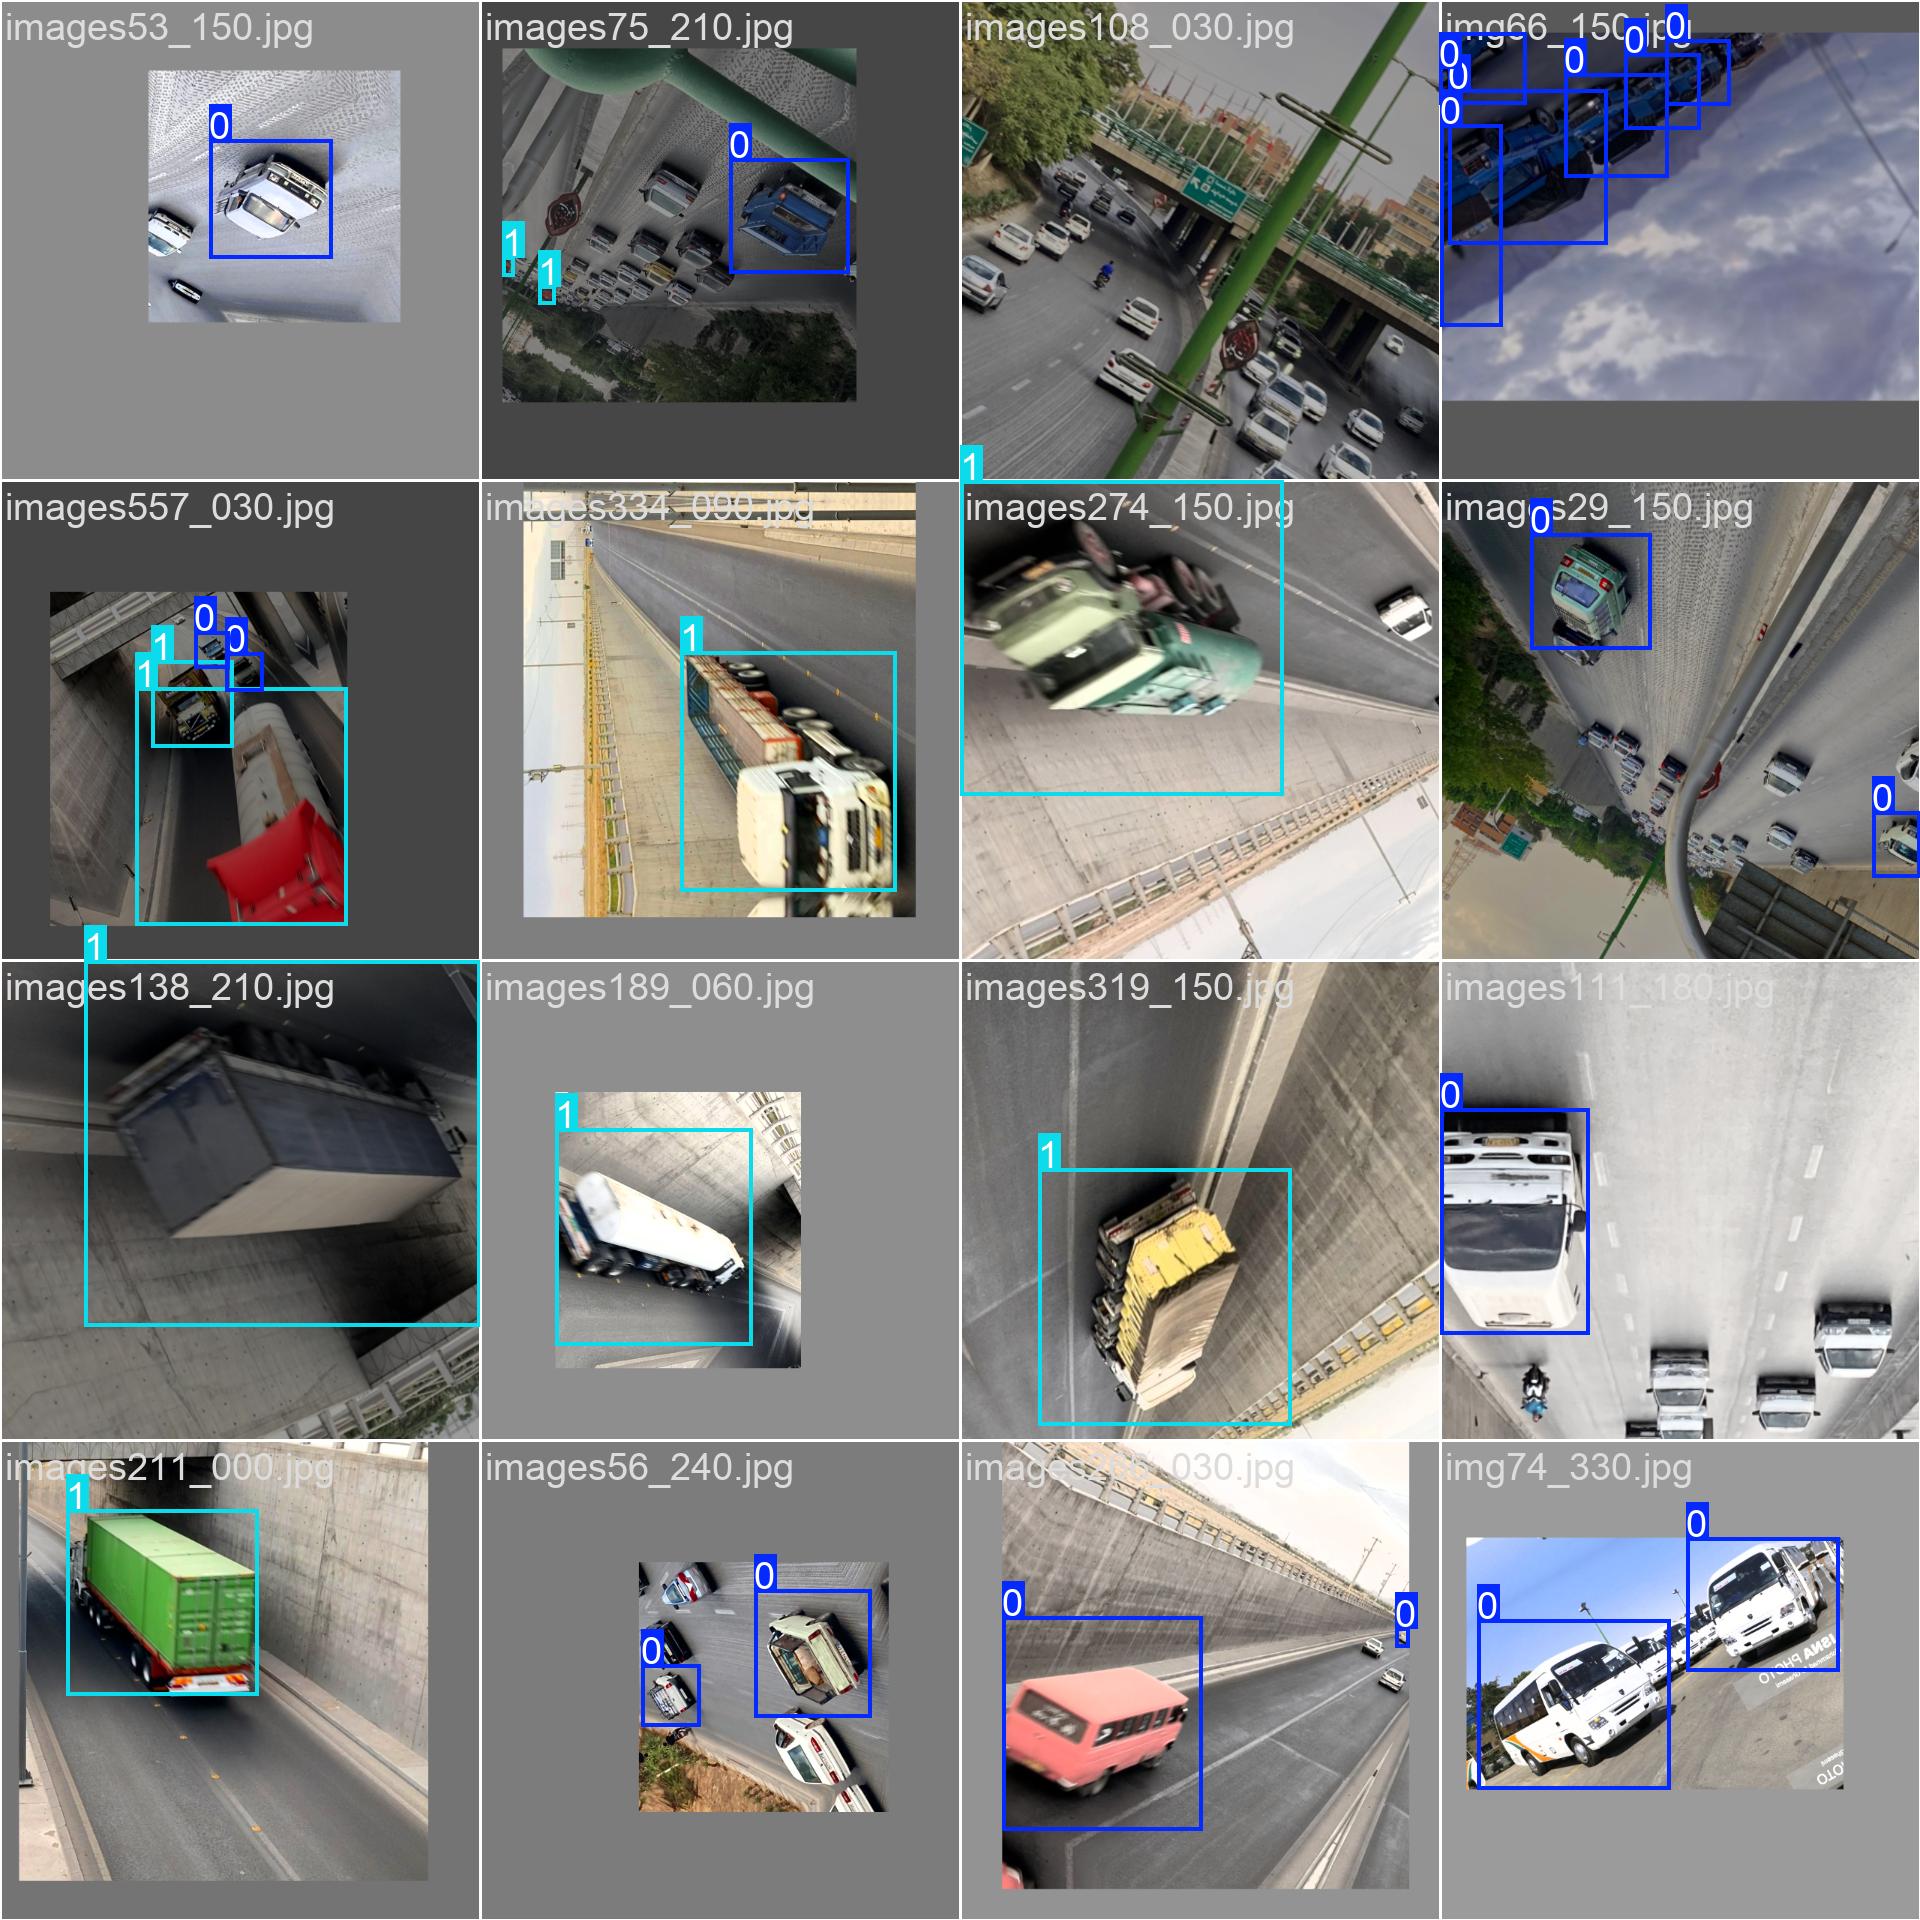 images53_150.jpg
images75_210.jpg
images108_030.jpg
img66_150.jpg
0
0
1
1
0
0
0
0
0
0
1
images557_030.jpg
images334_090.jpg
images274_150.jpg
images29_150.jpg
0
0
1
1
1
0
0
images138_210.jpg
images189_060.jpg
images319_150.jpg
images111_180.jpg
1
1
1
0
images211_000.jpg
images56_240.jpg
img74_330.jpg
1
0
0
0
0
0
0
ISNA PHOTO